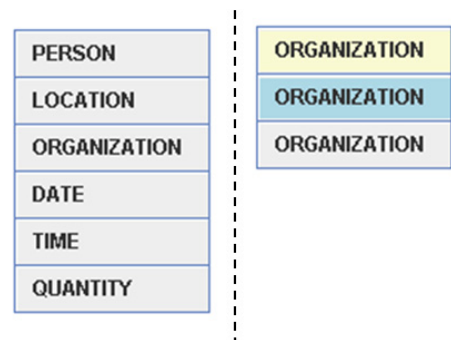 PERSON
LOCATION
ORGANIZATION
DATE
TIME
QUANTITY
ORGANIZATION
ORGANIZATION
ORGANIZATION